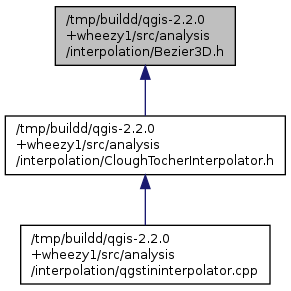 /tmp/buildd/qgis-2.2.0
+wheezy1/src/analysis
/interpolation/Bezier3D.h
/tmp/buildd/qgis-2.2.0
+wheezy1/src/analysis
/interpolation/CloughTocherInterpolator.h
/tmp/buildd/qgis-2.2.0
+wheezy1/src/analysis
/interpolation/qgstininterpolator.cpp